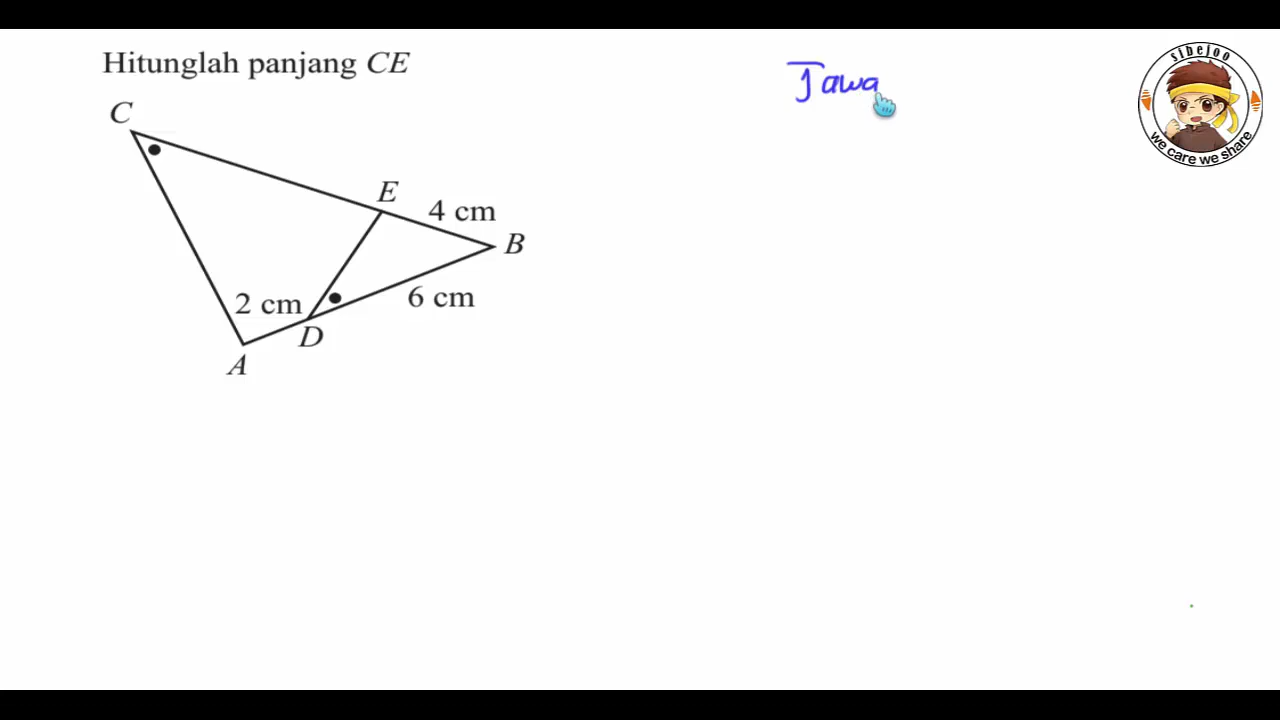 Hitunglah panjang CE
Jawa
sibejoo
we care we share
C
E
4 cm
B
2 cm
6 cm
D
A